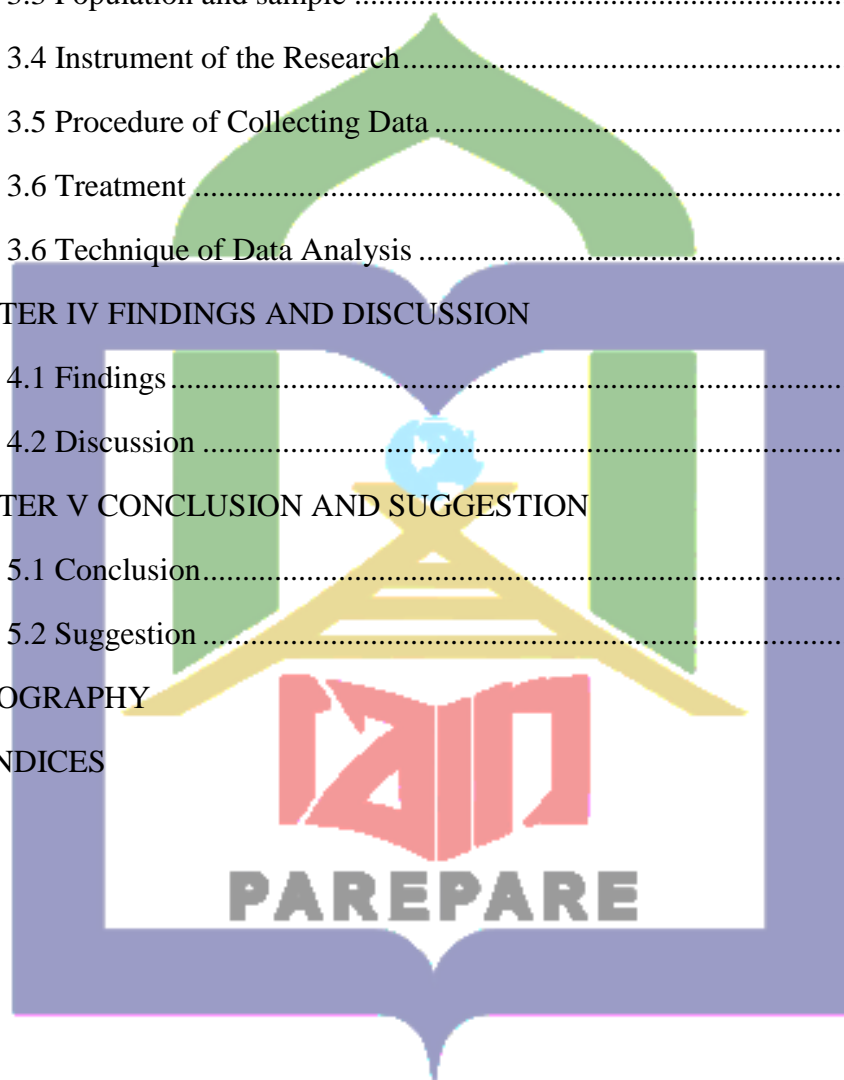 3.3 Population and sample ........................................................................
3.4 Instrument of the Research................................................................
3.5 Procedure of Collecting Data ............................................................
3.6 Treatment ...........................................................................................
3.6 Technique of Data Analysis ..............................................................
TER IV FINDINGS AND DISCUSSION
4.1 Findings ..............................................................................................
4.2 Discussion ..........................................................................................
TER V CONCLUSION AND SUGGESTION
5.1 Conclusion..........................................................................................
5.2 Suggestion ..........................................................................................
OGRAPHY
NDICES
iain
PAREPARE